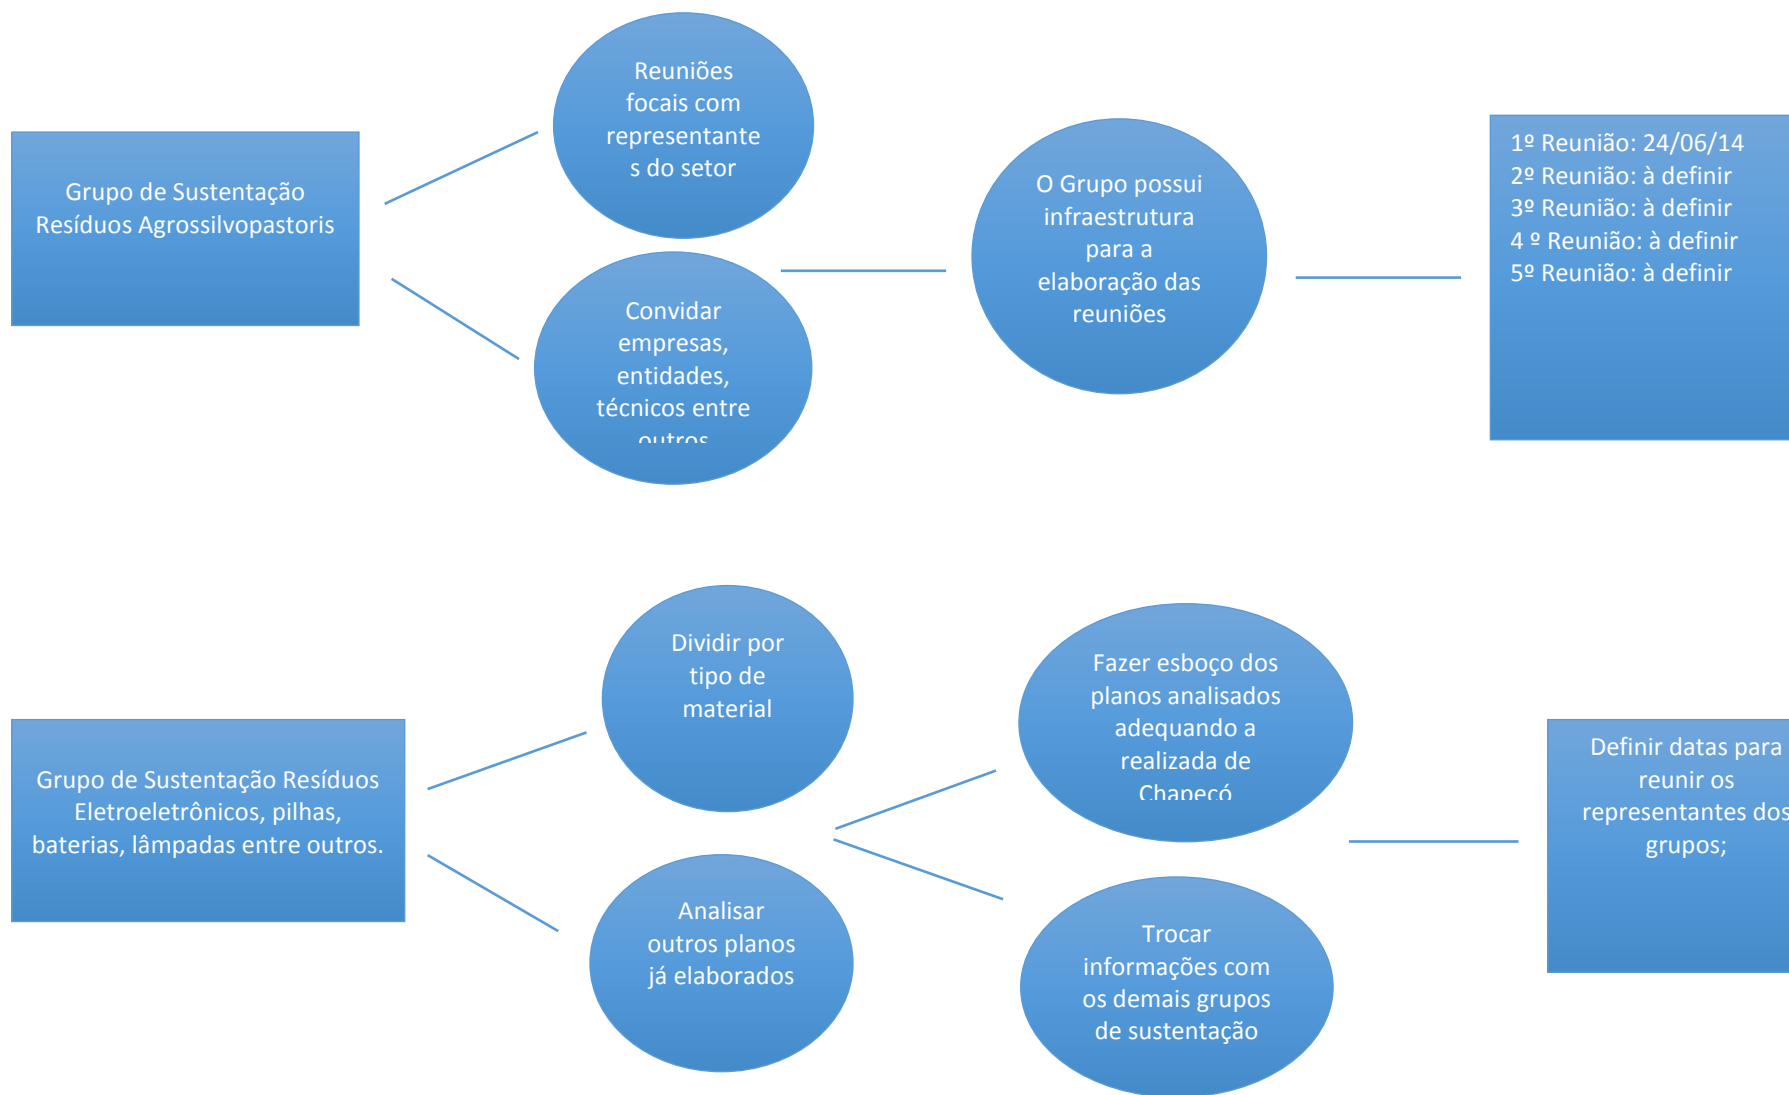 Grupo de Sustentação
Resíduos Agrossilvopastoris
Reuniões
focais com
representante
s do setor
Convidar
empresas,
entidades,
técnicos entre
outros
O Grupo possui
infraestrutura
para a
elaboração das
reuniões
1º Reunião: 24/06/14
2º Reunião: à definir
3º Reunião: à definir
4 º Reunião: à definir
5º Reunião: à definir
Grupo de Sustentação Resíduos
Eletroeletrônicos, pilhas,
baterias, lâmpadas entre outros.
Dividir por
tipo de
material
Analisar
outros planos
já elaborados
Fazer esboço dos
planos analisados
adequando a
realizada de
Chapecó
Trocar
informações com
os demais grupos
de sustentação
Definir datas para
reunir os
representantes dos
grupos;